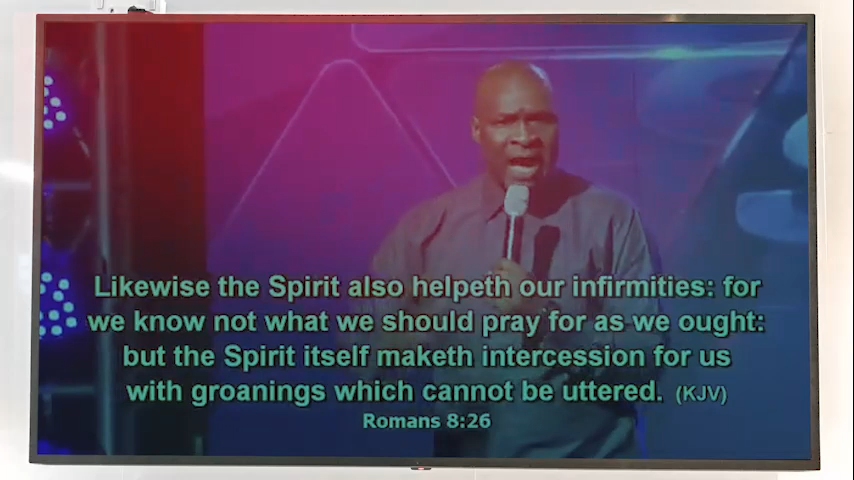 Likewise the Spirit also helpeth our infirmities: for
we know not what we should pray for as we ought:
but the Spirit itself maketh intercession for us
with groanings which cannot be uttered. (KJV)
Romans 8:26